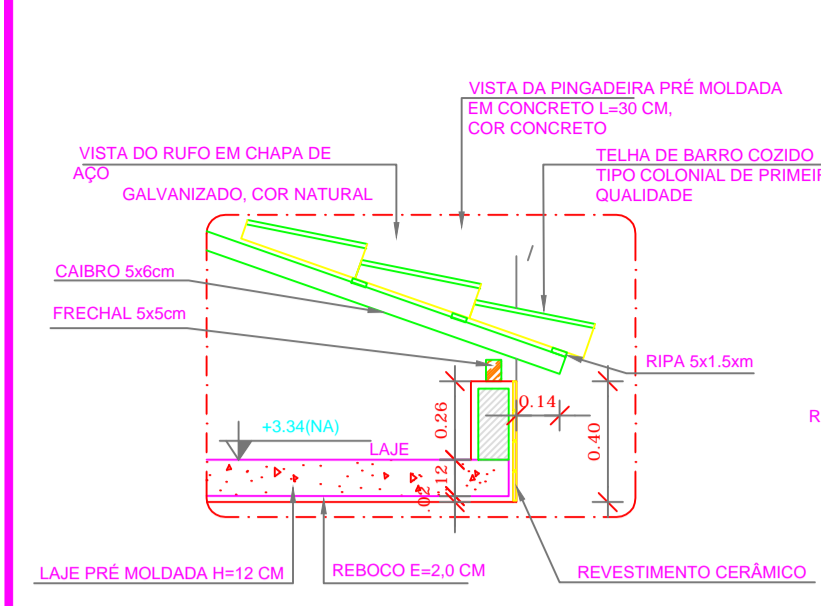 VISTA DA PINGADEIRA PRÉ MOLDADA
EM CONCRETO L=30 CM,
COR CONCRETO
VISTA DO RUFO EM CHAPA DE
AÇO
GALVANIZADO, COR NATURAL
TELHA DE BARRO COZIDO
TIPO COLONIAL DE PRIMEIR
QUALIDADE
CAIBRO 5x6cm
FRECHAL 5x5cm
RIPA 5x1.5xm
0.14
0.26
0.40
+3.34(NA)
LAJE
R
.12
.02
LAJE PRÉ MOLDADA H=12 CM
REBOCO E=2,0 CM
REVESTIMENTO CERÂMICO